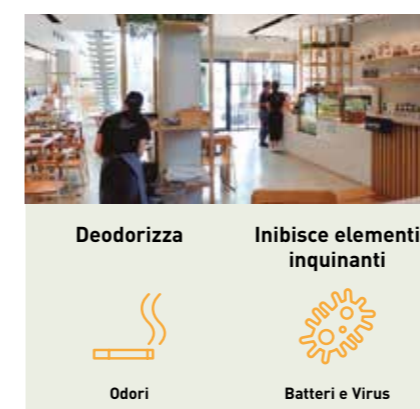 Deodorizza
Inibisce elementi
inquinanti
Odori
Batteri e Virus